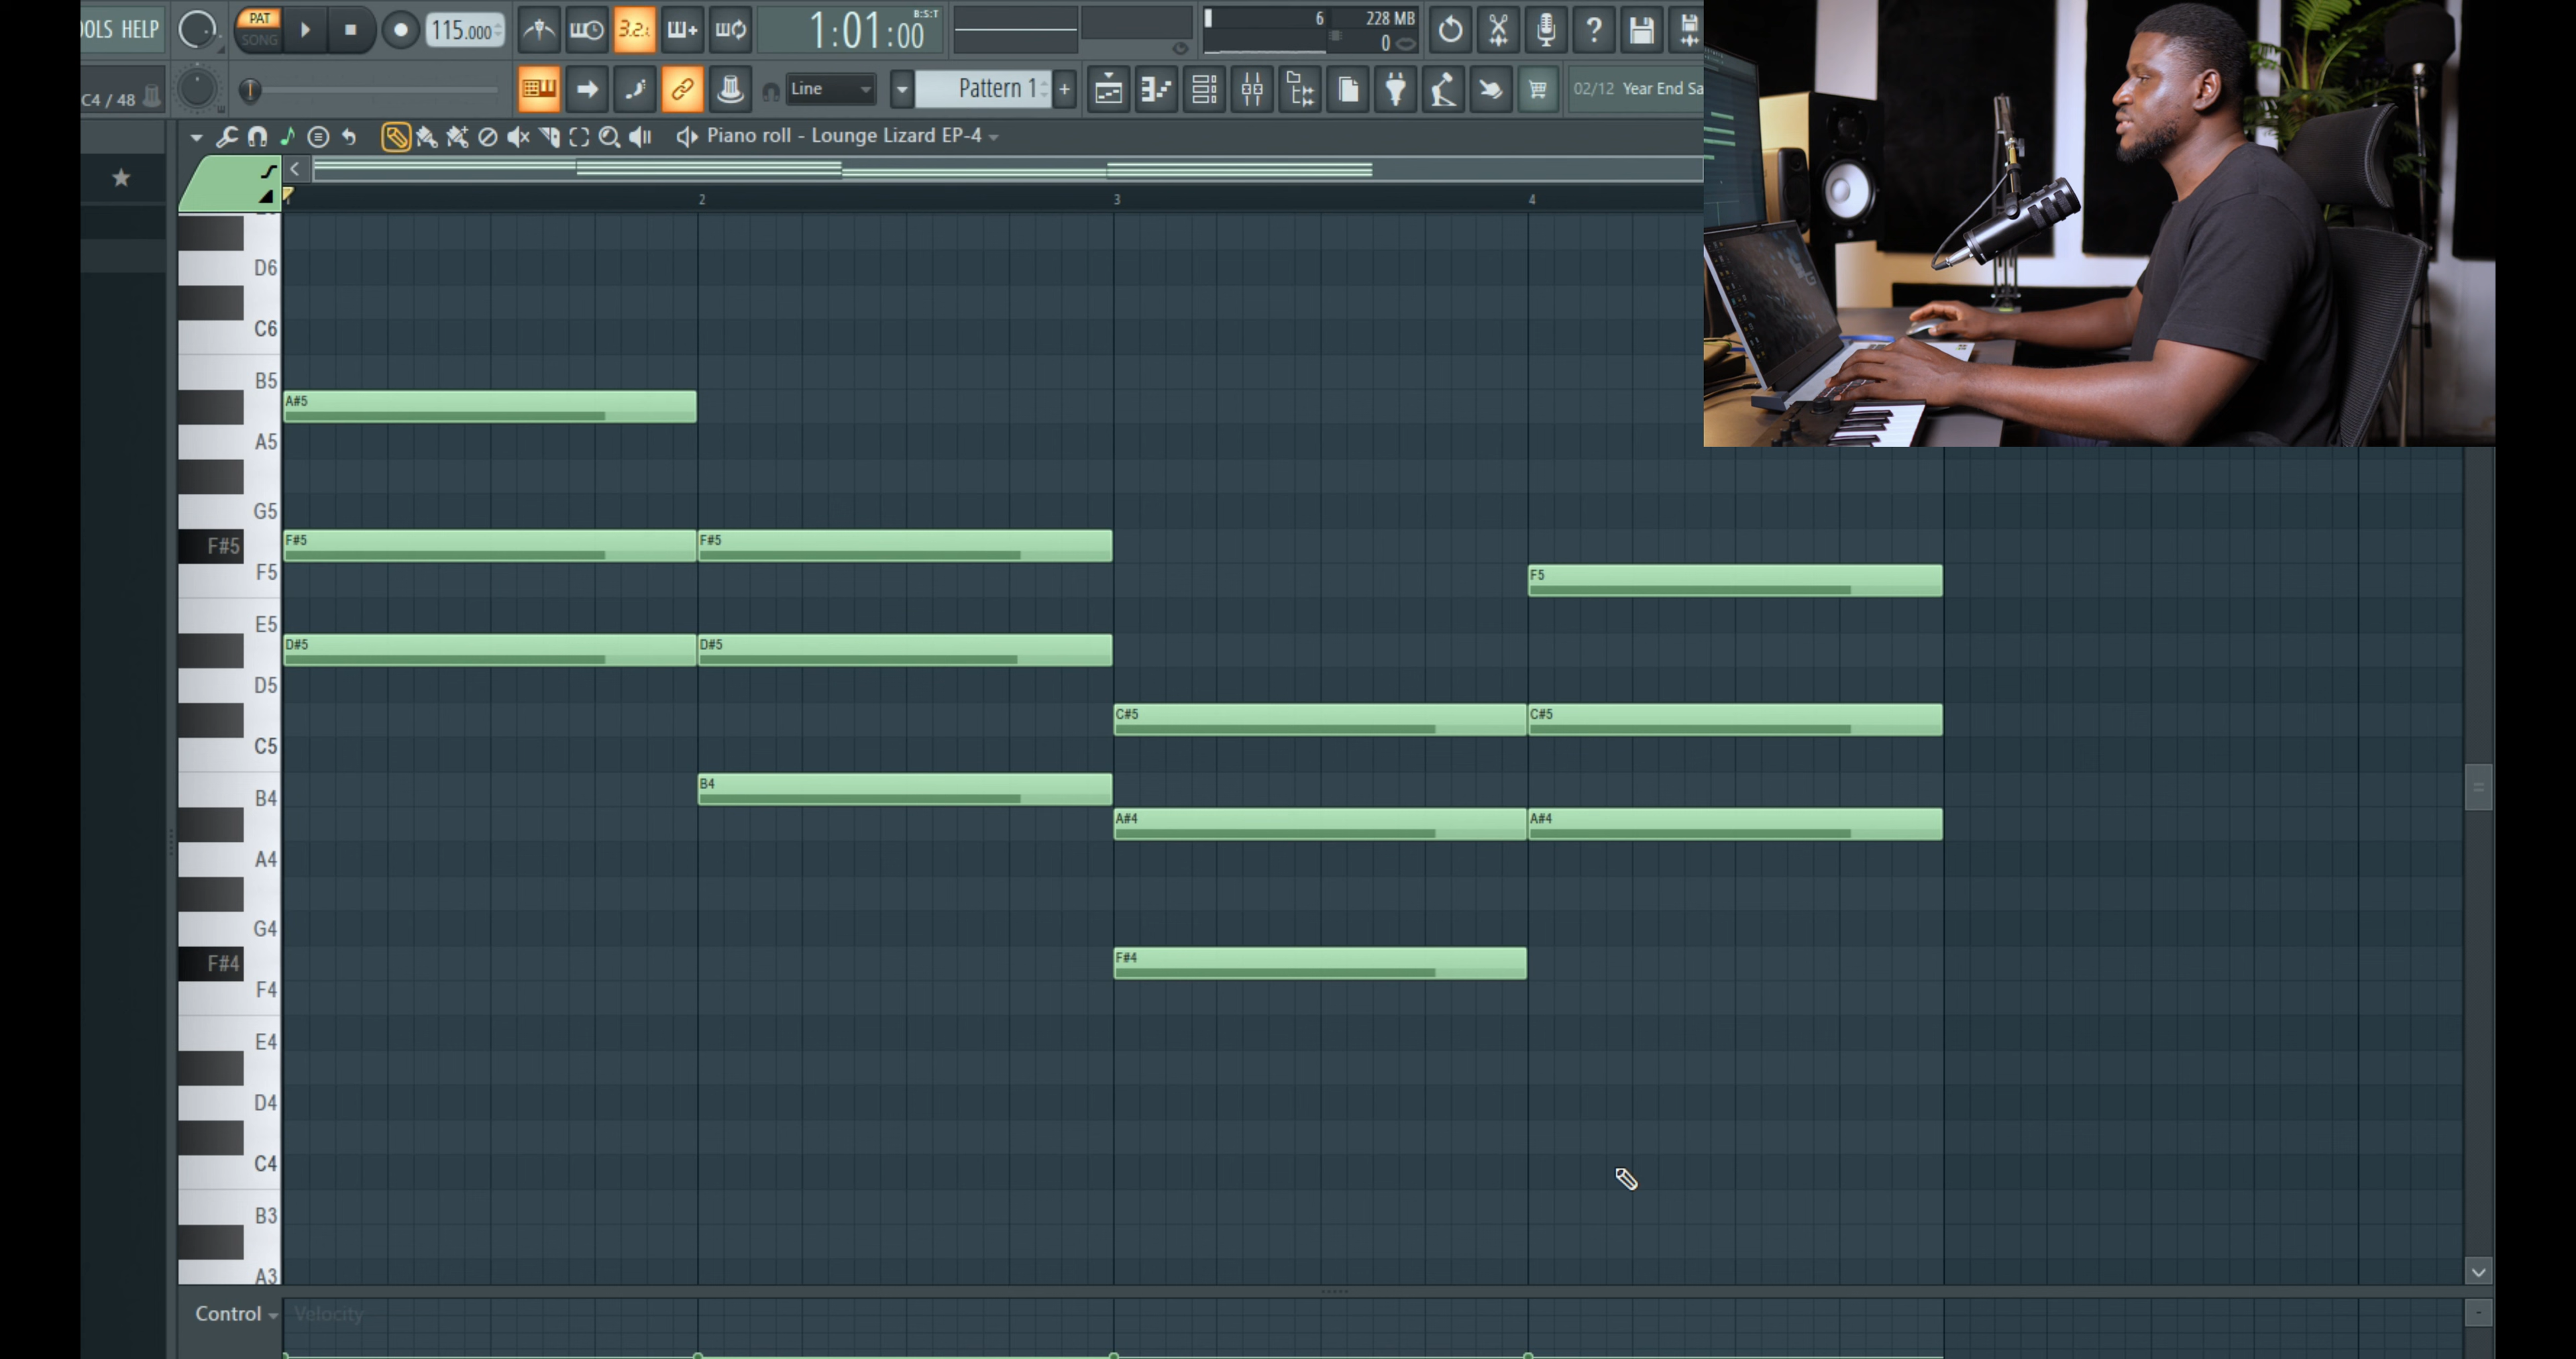 OOLS HELP
PAT
SONG
115.000
3.2.
1:01:00
B:S:T
6
228 MB
0
C4 / 48
Line
Pattern 1
+
02/12 Year End Sa
Piano roll - Lounge Lizard EP-4
2
3
4
D6
C6
B5
A#5
A5
G5
F#5
F#5
F#5
F5
F5
E5
D#5
D#5
D5
C#5
C#5
C5
B4
B4
A#4
A#4
A4
G4
F#4
F#4
F4
E4
D4
C4
B3
A3
Control
Velocity